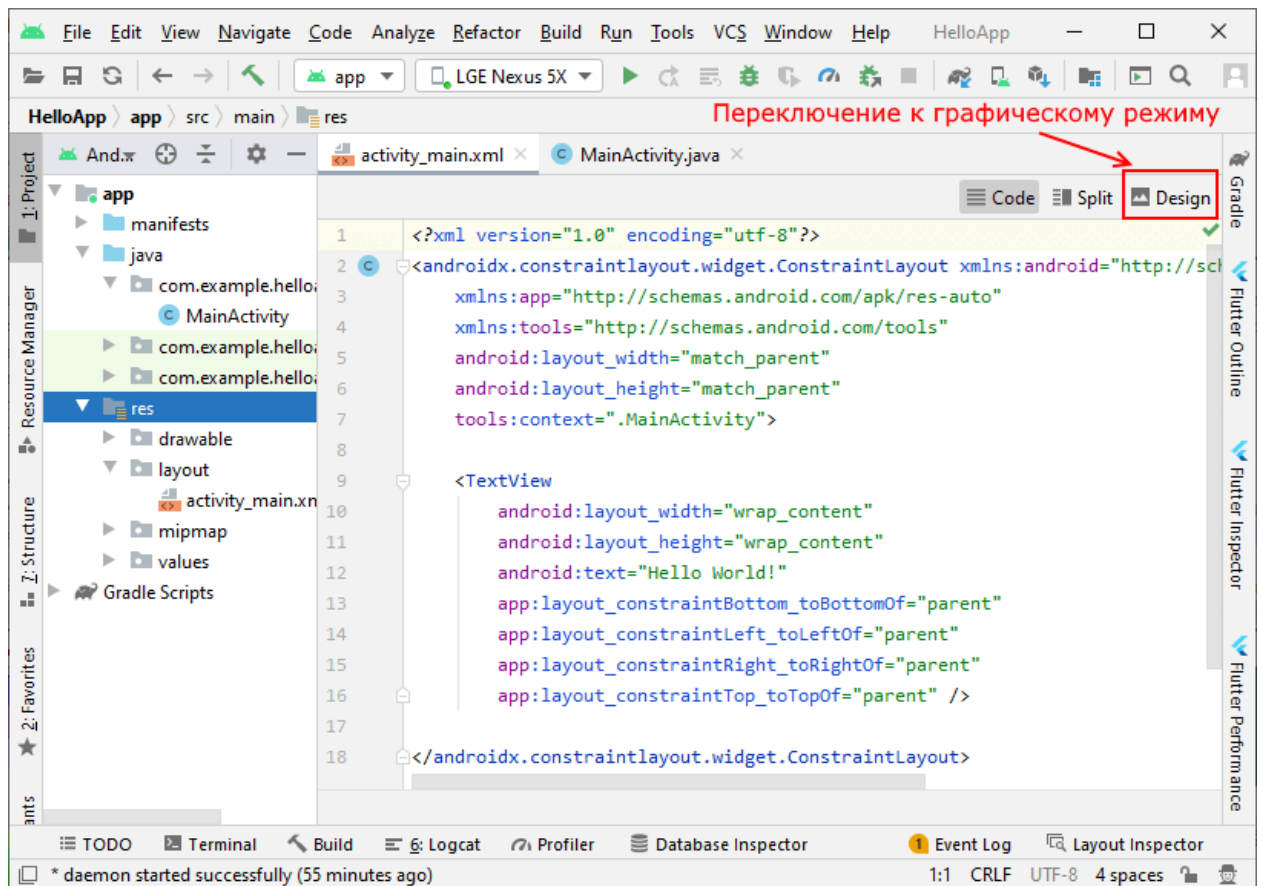 File Edit View Navigate Code Analyze Refactor Build Run Tools VCS Window Help HelloApp
app LGE Nexus 5X
HelloApp app src main res
Переключение к графическому режиму
And. activity_main.xml MainActivity.java
Code Split Design
1: Project
Resource Manager
7: Structure
2: Favorites
app
manifests
java
com.example.helloa
MainActivity
com.example.helloa
com.example.helloa
res
drawable
layout
activity_main.xn
mipmap
values
Gradle Scripts
1 <?xml version="1.0" encoding="utf-8"?>
2 C <androidx.constraintlayout.widget.ConstraintLayout xmlns:android="http://sch
3 xmlns:app="http://schemas.android.com/apk/res-auto"
4 xmlns:tools="http://schemas.android.com/tools"
5 android:layout_width="match_parent"
6 android:layout_height="match_parent"
7 tools:context=".MainActivity">
8
9 <TextView
10 android:layout_width="wrap_content"
11 android:layout_height="wrap_content"
12 android:text="Hello World!"
13 app:layout_constraintBottom_toBottomOf="parent"
14 app:layout_constraintLeft_toLeftOf="parent"
15 app:layout_constraintRight_toRightOf="parent"
16 app:layout_constraintTop_toTopOf="parent" />
17
18 </androidx.constraintlayout.widget.ConstraintLayout>
Gradle
Flutter Outline
Flutter Inspector
Flutter Performance
TODO Terminal Build 6: Logcat Profiler Database Inspector 1 Event Log Layout Inspector
* daemon started successfully (55 minutes ago) 1:1 CRLF UTF-8 4 spaces